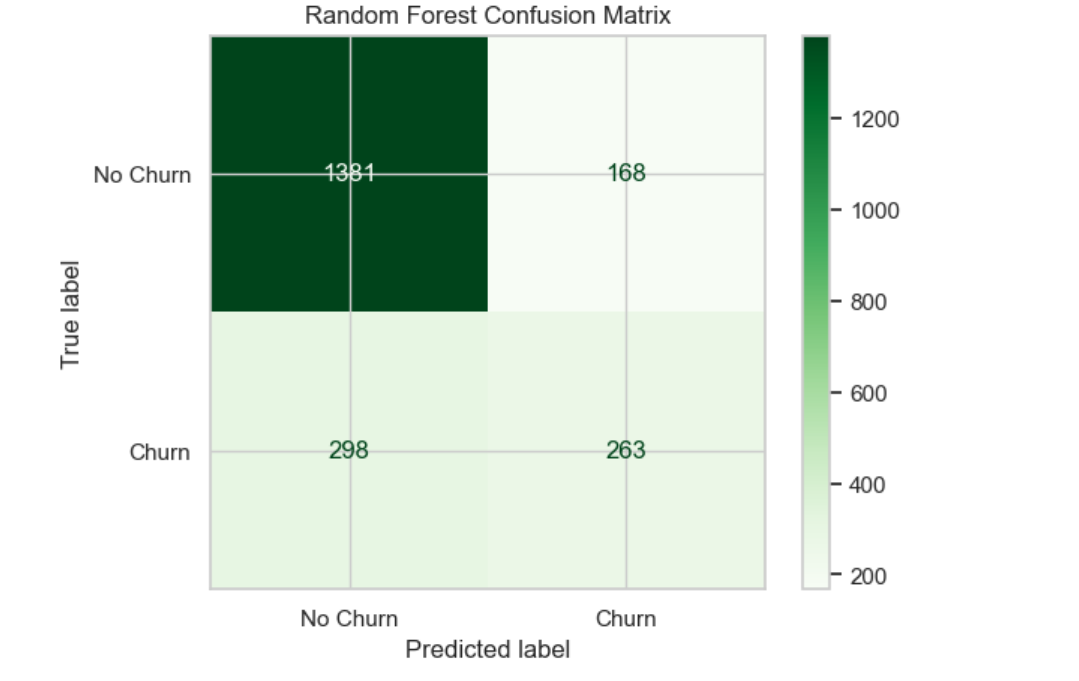 Random Forest Confusion Matrix
No Churn
1381
168
True label
Churn
298
263
No Churn
Churn
Predicted label
1200
1000
800
600
400
200